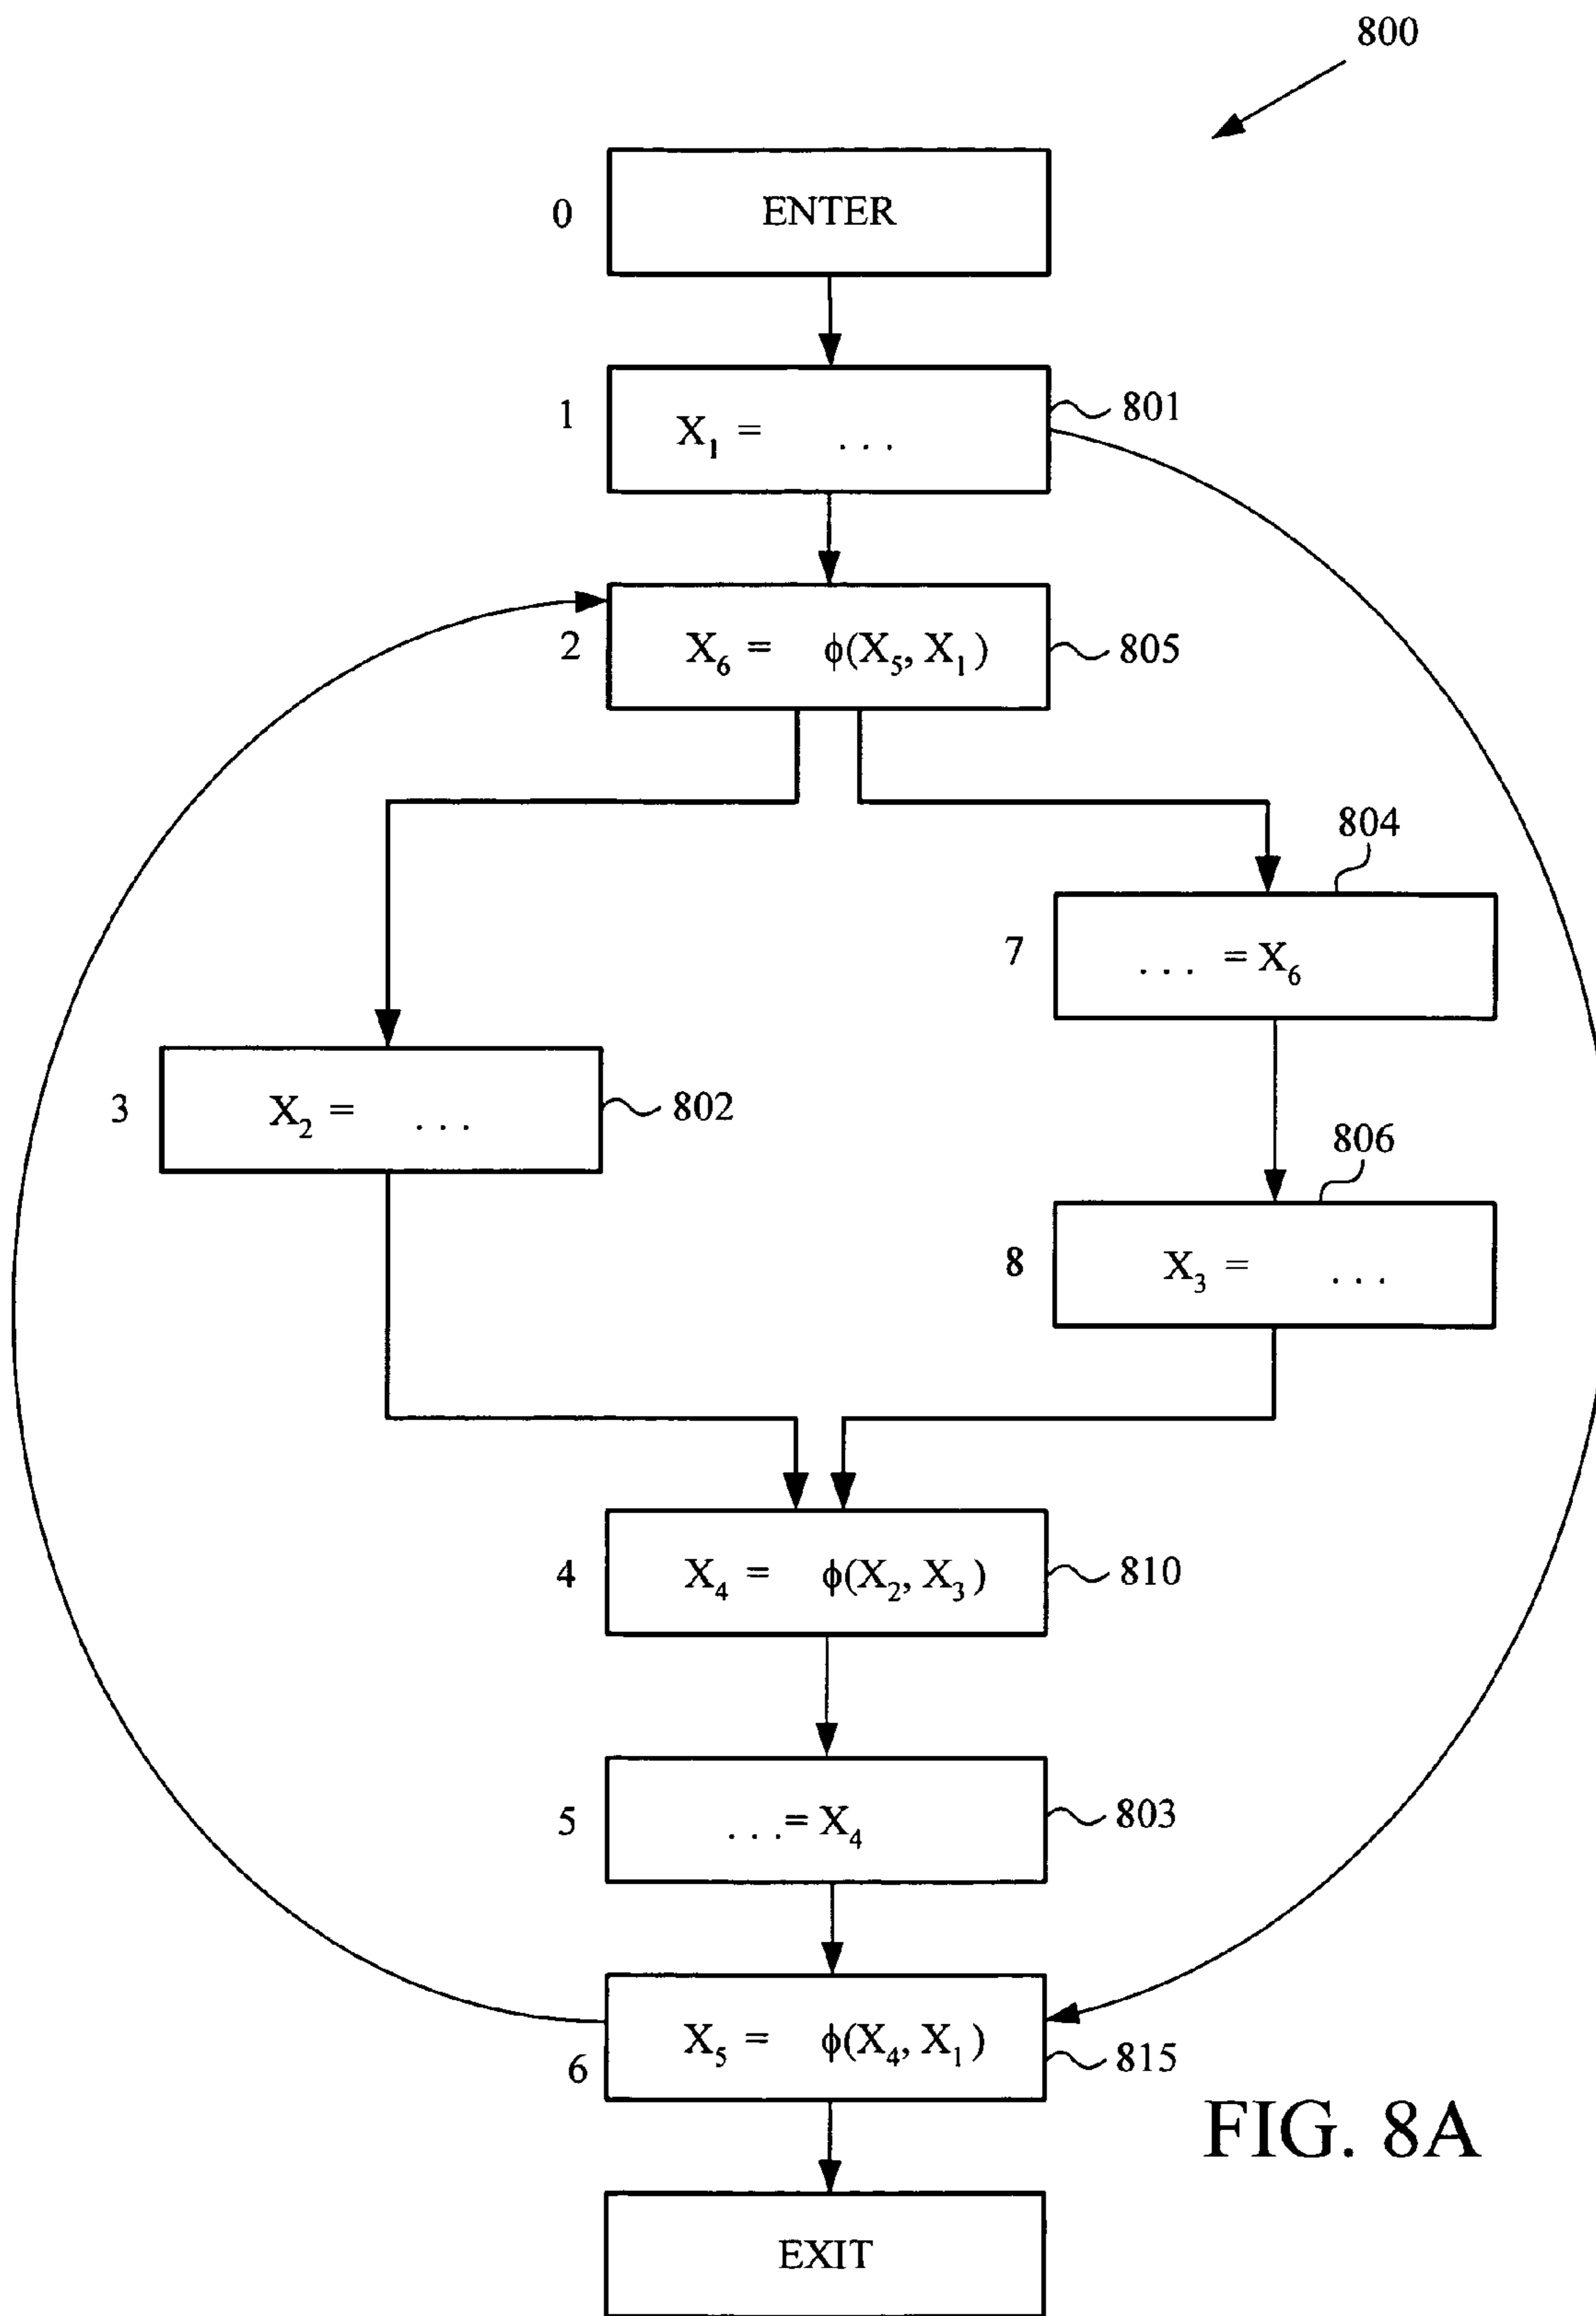 800
0 ENTER
1 X₁ = . . . 801
2 X₆ = ϕ(X₅, X₁) 805
804
7 . . . = X₆
3 X₂ = . . . 802
806
8 X₃ = . . .
4 X₄ = ϕ(X₂, X₃) 810
5 . . .= X₄ 803
6 X₅ = ϕ(X₄, X₁) 815
FIG. 8A
EXIT